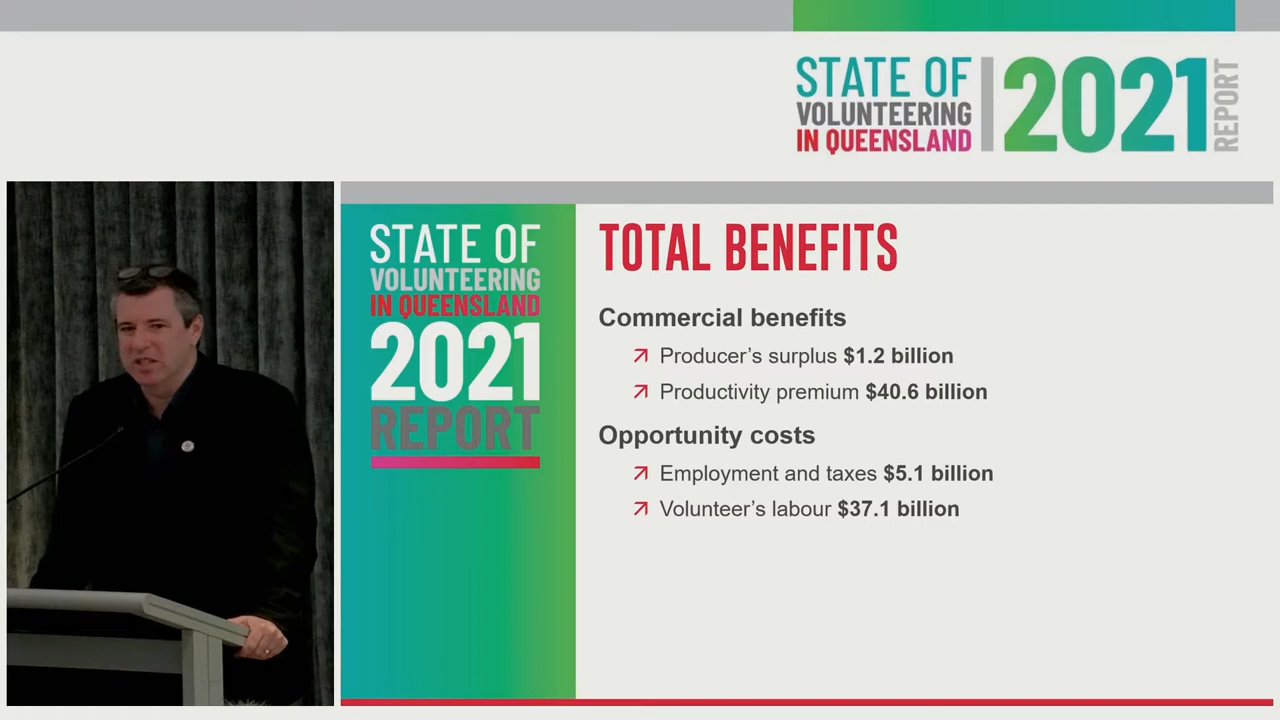 STATE OF
VOLUNTEERING
IN QUEENSLAND
2021
REPORT
STATE OF
VOLUNTEERING
IN QUEENSLAND
2021
REPORT
TOTAL BENEFITS
Commercial benefits
Producer’s surplus $1.2 billion
Productivity premium $40.6 billion
Opportunity costs
Employment and taxes $5.1 billion
Volunteer’s labour $37.1 billion